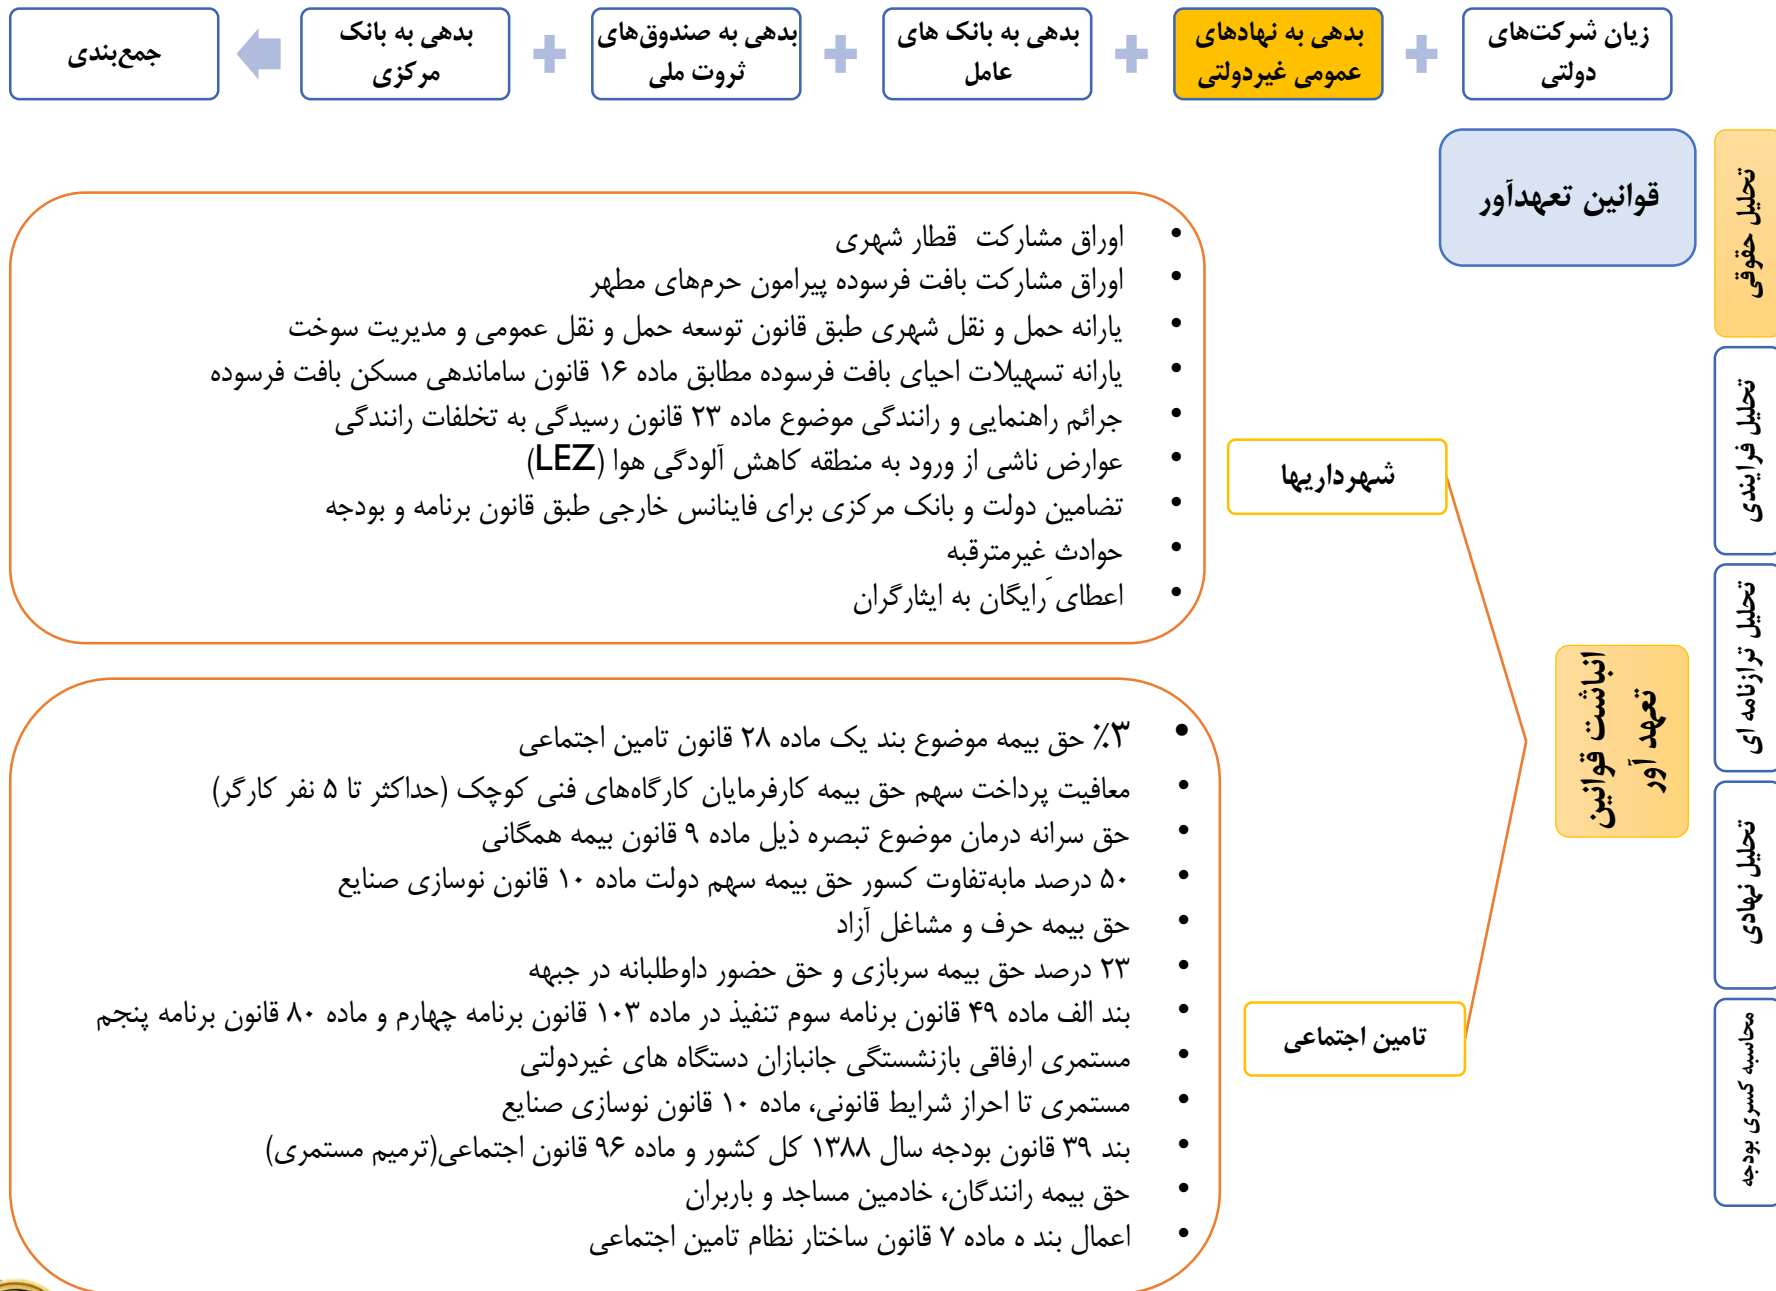 زیان شرکت‌های
دولتی
بدهی به نهادهای
عمومی غیردولتی
بدهی به بانک های
عامل
بدهی به صندوق‌های
ثروت ملی
بدهی به بانک
مرکزی
جمع‌بندی
قوانین تعهدآور
تحلیل حقوقی
تحلیل فرایندی
تحلیل ترازنامه ای
تحلیل نهادی
محاسبه کسری بودجه
انباشت قوانین
تعهد آور
شهرداریها
• اوراق مشارکت قطار شهری
• اوراق مشارکت بافت فرسوده پیرامون حرم‌های مطهر
• یارانه حمل و نقل شهری طبق قانون توسعه حمل و نقل عمومی و مدیریت سوخت
• یارانه تسهیلات احیای بافت فرسوده مطابق ماده ۱۶ قانون ساماندهی مسکن بافت فرسوده
• جرائم راهنمایی و رانندگی موضوع ماده ۲۳ قانون رسیدگی به تخلفات رانندگی
• عوارض ناشی از ورود به منطقه کاهش آلودگی هوا (LEZ)
• تضامین دولت و بانک مرکزی برای فاینانس خارجی طبق قانون برنامه و بودجه
• حوادث غیرمترقبه
• اعطای َرایگان به ایثارگران
تامین اجتماعی
• ۳٪ حق بیمه موضوع بند یک ماده ۲۸ قانون تامین اجتماعی
• معافیت پرداخت سهم حق بیمه کارفرمایان کارگاه‌های فنی کوچک (حداکثر تا ۵ نفر کارگر)
• حق سرانه درمان موضوع تبصره ذیل ماده ۹ قانون بیمه همگانی
• ۵۰ درصد مابه‌تفاوت کسور حق بیمه سهم دولت ماده ۱۰ قانون نوسازی صنایع
• حق بیمه حرف و مشاغل آزاد
• ۲۳ درصد حق بیمه سربازی و حق حضور داوطلبانه در جبهه
• بند الف ماده ۴۹ قانون برنامه سوم تنفیذ در ماده ۱۰۳ قانون برنامه چهارم و ماده ۸۰ قانون برنامه پنجم
• مستمری ارفاقی بازنشستگی جانبازان دستگاه های غیردولتی
• مستمری تا احراز شرایط قانونی، ماده ۱۰ قانون نوسازی صنایع
• بند ۳۹ قانون بودجه سال ۱۳۸۸ کل کشور و ماده ۹۶ قانون اجتماعی(ترمیم مستمری)
• حق بیمه رانندگان، خادمین مساجد و باربران
• اعمال بند ه ماده ۷ قانون ساختار نظام تامین اجتماعی